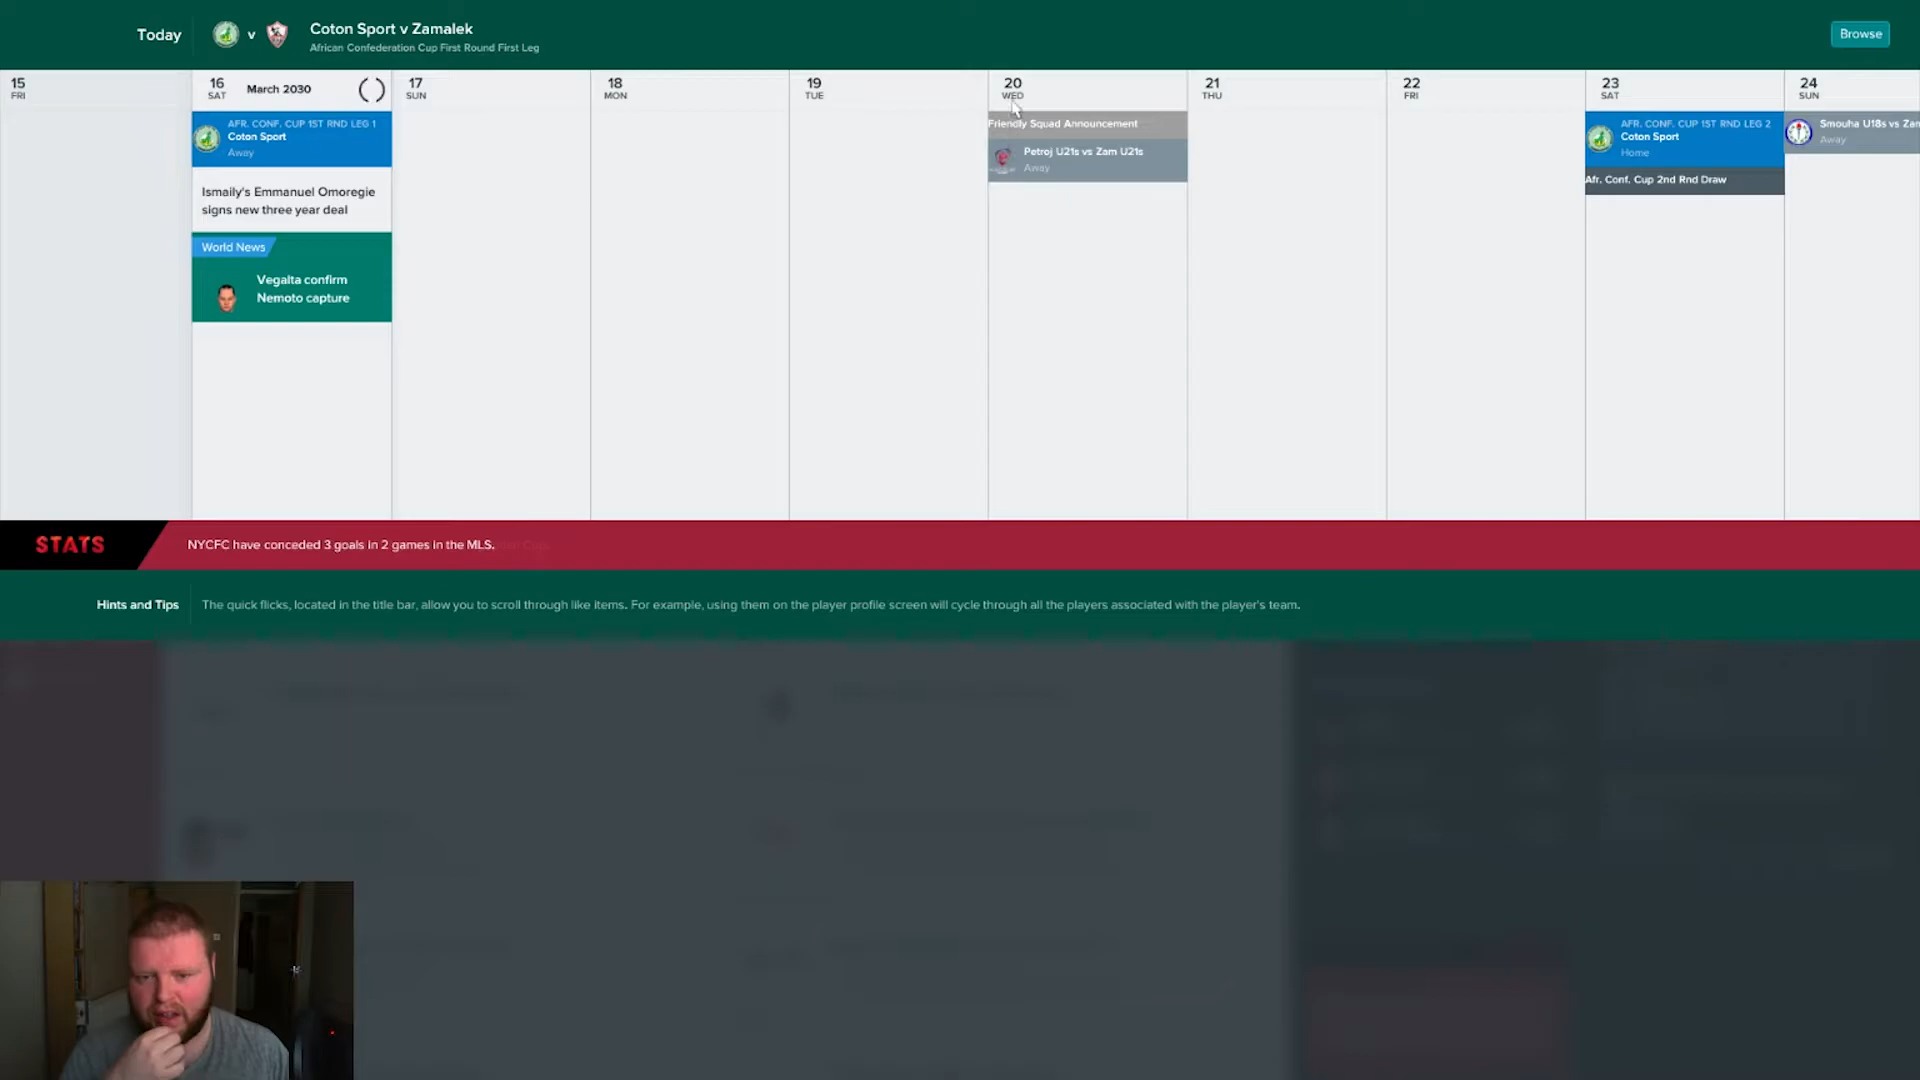 Today
v
Coton Sport v Zamalek
African Confederation Cup First Round First Leg
Browse
15
FRI
16
SAT
March 2030
17
SUN
18
MON
19
TUE
20
WED
21
THU
22
FRI
23
SAT
24
SUN
AFR. CONF. CUP 1ST RND LEG 1
Coton Sport
Away
Ismaily's Emmanuel Omoregie
signs new three year deal
World News
Vegalta confirm
Nemoto capture
Friendly Squad Announcement
Petroj U21s vs Zam U21s
Away
AFR. CONF. CUP 1ST RND LEG 2
Coton Sport
Home
Afr. Conf. Cup 2nd Rnd Draw
Smouha U18s vs Zam
Away
STATS
NYCFC have conceded 3 goals in 2 games in the MLS.
Hints and Tips
The quick flicks, located in the title bar, allow you to scroll through like items. For example, using them on the player profile screen will cycle through all the players associated with the player's team.